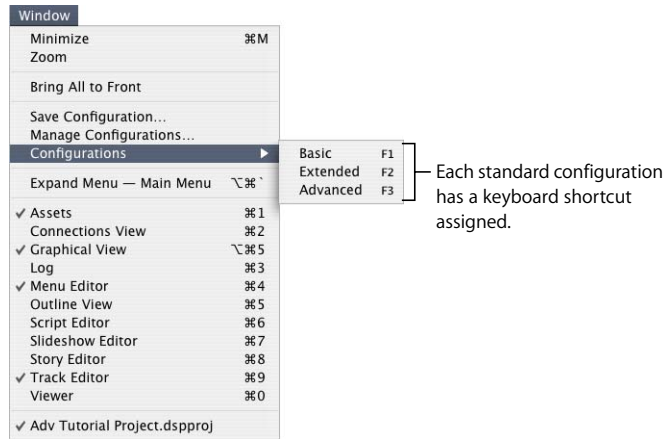 Window
Minimize ⌘M
Zoom
Bring All to Front
Save Configuration...
Manage Configurations...
Configurations ▶
Basic F1
Extended F2
Advanced F3
Each standard configuration
has a keyboard shortcut
assigned.
Expand Menu — Main Menu ⌥⌘`
✓ Assets ⌘1
Connections View ⌘2
✓ Graphical View ⌥⌘5
Log ⌘3
✓ Menu Editor ⌘4
Outline View ⌘5
Script Editor ⌘6
Slideshow Editor ⌘7
Story Editor ⌘8
✓ Track Editor ⌘9
Viewer ⌘0
✓ Adv Tutorial Project.dspproj